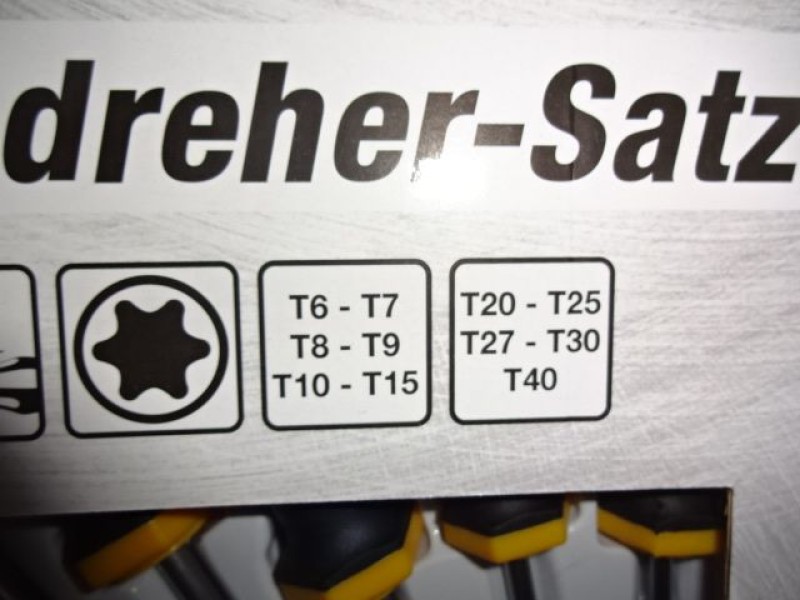 dreher-Satz
T6 - T7
T8 - T9
T10 - T15
T20 - T25
T27 - T30
T40